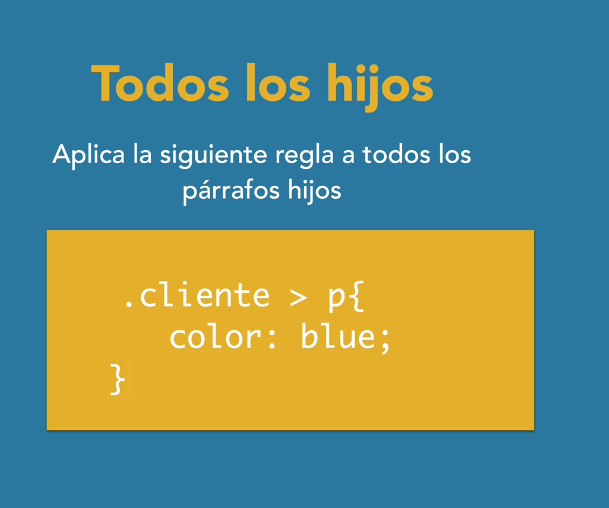 Todos los hijos
Aplica la siguiente regla a todos los
párrafos hijos
.cliente > p{
color: blue;
}